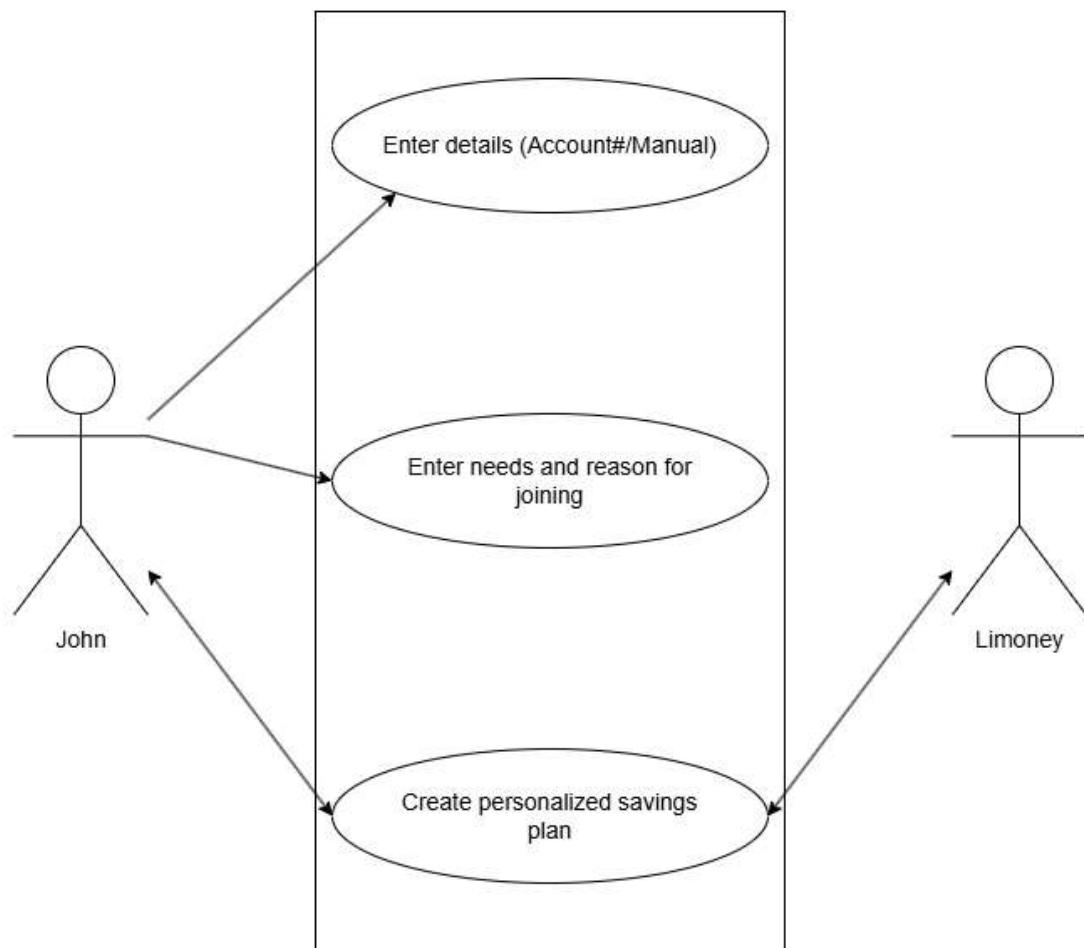 Enter details (Account#/Manual)
Enter needs and reason for
joining
John
Limoney
Create personalized savings
plan